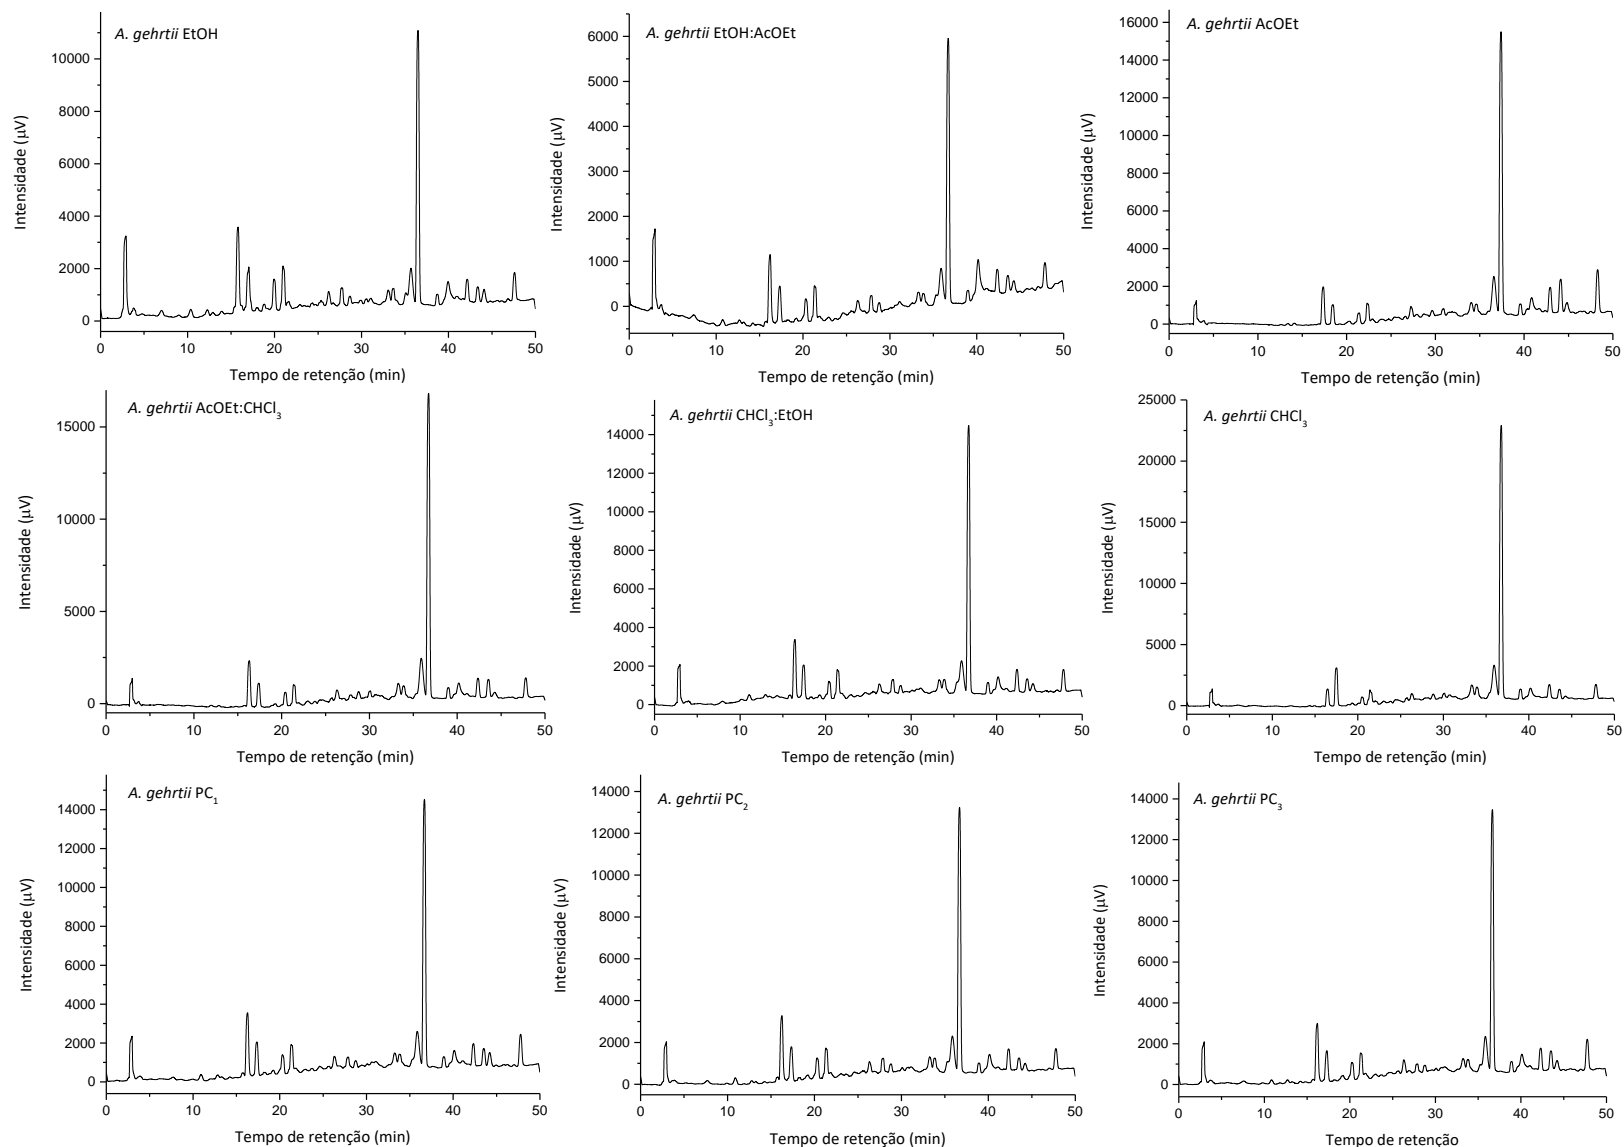 A. gehrtii EtOH
10000
8000
6000
4000
2000
0
Intensidade (µV)
0 10 20 30 40 50
Tempo de retenção (min)
A. gehrtii EtOH:AcOEt
6000
5000
4000
3000
2000
1000
0
Intensidade (µV)
0 10 20 30 40 50
Tempo de retenção (min)
A. gehrtii AcOEt
16000
14000
12000
10000
8000
6000
4000
2000
0
Intensidade (µV)
0 10 20 30 40 50
Tempo de retenção (min)
A. gehrtii AcOEt:CHCl3
15000
10000
5000
0
Intensidade (µV)
0 10 20 30 40 50
Tempo de retenção (min)
A. gehrtii CHCl3:EtOH
14000
12000
10000
8000
6000
4000
2000
0
Intensidade (µV)
0 10 20 30 40 50
Tempo de retenção (min)
A. gehrtii CHCl3
25000
20000
15000
10000
5000
0
Intensidade (µV)
0 10 20 30 40 50
Tempo de retenção (min)
A. gehrtii PC1
14000
12000
10000
8000
6000
4000
2000
0
Intensidade (µV)
0 10 20 30 40 50
Tempo de retenção (min)
A. gehrtii PC2
14000
12000
10000
8000
6000
4000
2000
0
Intensidade (µV)
0 10 20 30 40 50
Tempo de retenção (min)
A. gehrtii PC3
14000
12000
10000
8000
6000
4000
2000
0
Intensidade (µV)
0 10 20 30 40 50
Tempo de retenção